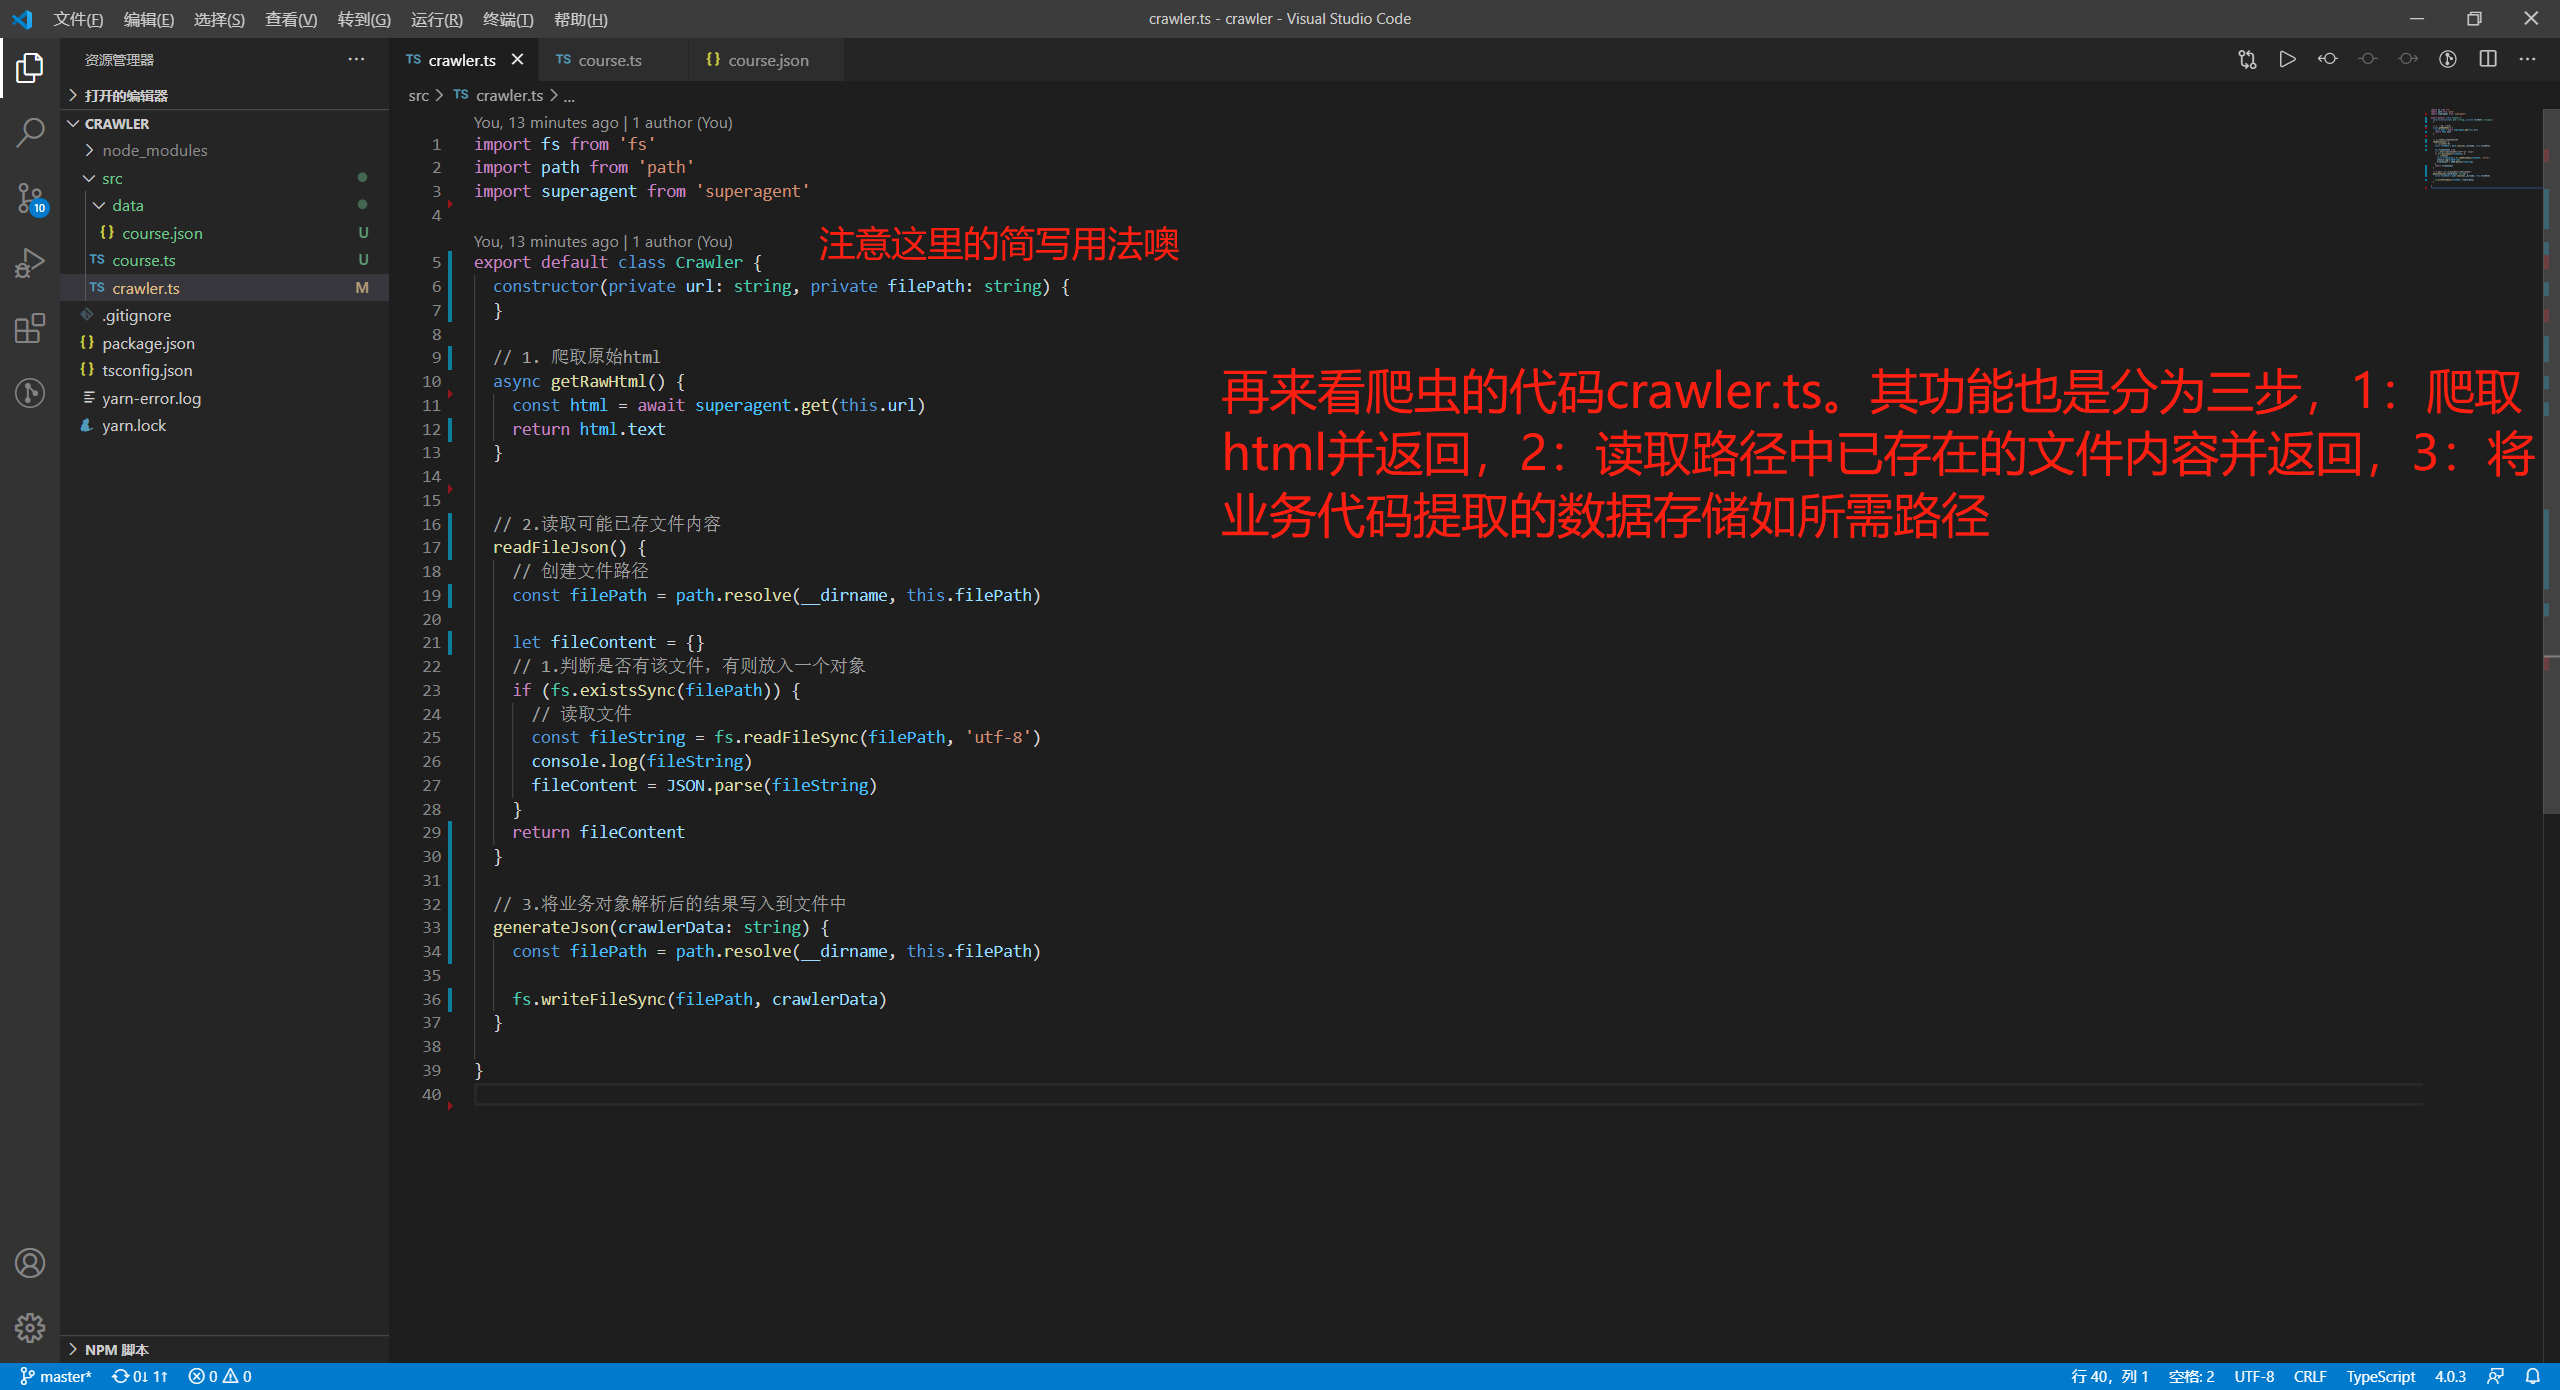 文件(F) 编辑(E) 选择(S) 查看(V) 转到(G) 运行(R) 终端(T) 帮助(H)
crawler.ts - crawler - Visual Studio Code
资源管理器
打开的编辑器
CRAWLER
node_modules
src
data
course.json U
course.ts U
crawler.ts M
.gitignore
package.json
tsconfig.json
yarn-error.log
yarn.lock
NPM 脚本
10
TS crawler.ts
TS course.ts
{} course.json
src > TS crawler.ts > ...
You, 13 minutes ago | 1 author (You)
1 import fs from 'fs'
2 import path from 'path'
3 import superagent from 'superagent'
4
You, 13 minutes ago | 1 author (You)
注意这里的简写用法噢
5 export default class Crawler {
6 constructor(private url: string, private filePath: string) {
7 }
8
9 // 1. 爬取原始html
10 async getRawHtml() {
11 const html = await superagent.get(this.url)
12 return html.text
13 }
14
15
16 // 2.读取可能已存文件内容
17 readFileJson() {
18 // 创建文件路径
19 const filePath = path.resolve(__dirname, this.filePath)
20
21 let fileContent = {}
22 // 1.判断是否有该文件，有则放入一个对象
23 if (fs.existsSync(filePath)) {
24 // 读取文件
25 const fileString = fs.readFileSync(filePath, 'utf-8')
26 console.log(fileString)
27 fileContent = JSON.parse(fileString)
28 }
29 return fileContent
30 }
31
32 // 3.将业务对象解析后的结果写入到文件中
33 generateJson(crawlerData: string) {
34 const filePath = path.resolve(__dirname, this.filePath)
35
36 fs.writeFileSync(filePath, crawlerData)
37 }
38
39 }
40
再来看爬虫的代码crawler.ts。其功能也是分为三步，1：爬取
html并返回，2：读取路径中已存在的文件内容并返回，3：将
业务代码提取的数据存储如所需路径
master* 0↓ 1↑ 0 0
行 40，列 1 空格: 2 UTF-8 CRLF TypeScript 4.0.3